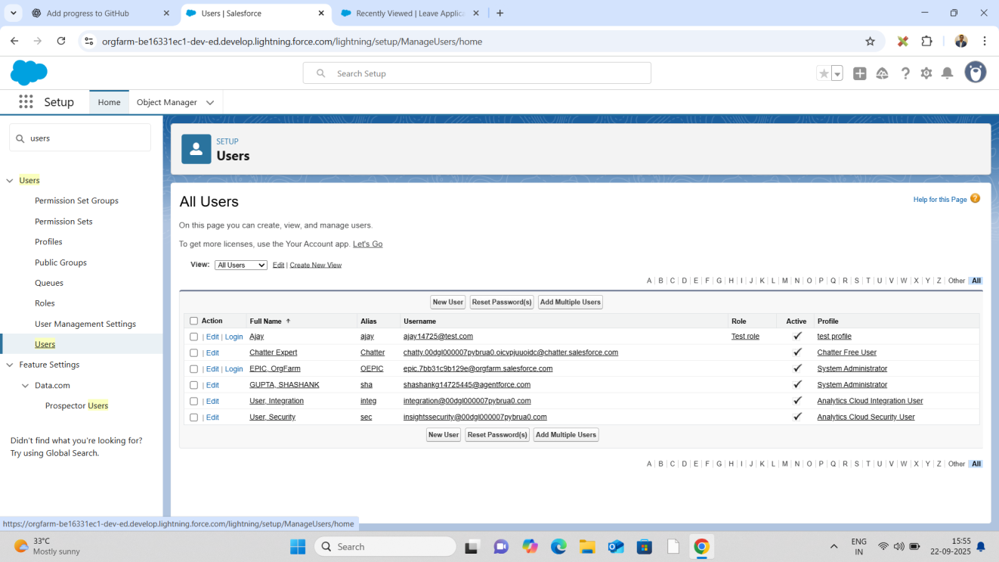 Add progress to GitHub
Users | Salesforce
Recently Viewed | Leave Applic
orgfarm-be16331ec1-dev-ed.develop.lightning.force.com/lightning/setup/ManageUsers/home
Search Setup
Setup
Home
Object Manager
users
Users
Permission Set Groups
Permission Sets
Profiles
Public Groups
Queues
Roles
User Management Settings
Users
Feature Settings
Data.com
Prospector Users
Didn't find what you're looking for?
Try using Global Search.
SETUP
Users
All Users
Help for this Page ?
On this page you can create, view, and manage users.
To get more licenses, use the Your Account app. Let's Go
View: All Users Edit | Create New View
A | B | C | D | E | F | G | H | I | J | K | L | M | N | O | P | Q | R | S | T | U | V | W | X | Y | Z | Other | All
New User Reset Password(s) Add Multiple Users
Action Full Name ↑ Alias Username Role Active Profile
| Edit | Login Ajay ajay ajay14725@test.com Test role ✓ test profile
| Edit Chatter Expert Chatter chatty.00dgl000007pybrua0.oicvpjuuoidc@chatter.salesforce.com ✓ Chatter Free User
| Edit | Login EPIC, OrgFarm OEPIC epic.7bb31c9b129e@orgfarm.salesforce.com ✓ System Administrator
| Edit GUPTA, SHASHANK sha shashankg14725445@agentforce.com ✓ System Administrator
| Edit User, Integration integ integration@00dgl000007pybrua0.com ✓ Analytics Cloud Integration User
| Edit User, Security sec insightssecurity@00dgl000007pybrua0.com ✓ Analytics Cloud Security User
New User Reset Password(s) Add Multiple Users
A | B | C | D | E | F | G | H | I | J | K | L | M | N | O | P | Q | R | S | T | U | V | W | X | Y | Z | Other | All
https://orgfarm-be16331ec1-dev-ed.develop.lightning.force.com/lightning/setup/ManageUsers/home
33°C
Mostly sunny
Search
ENG
IN
15:55
22-09-2025